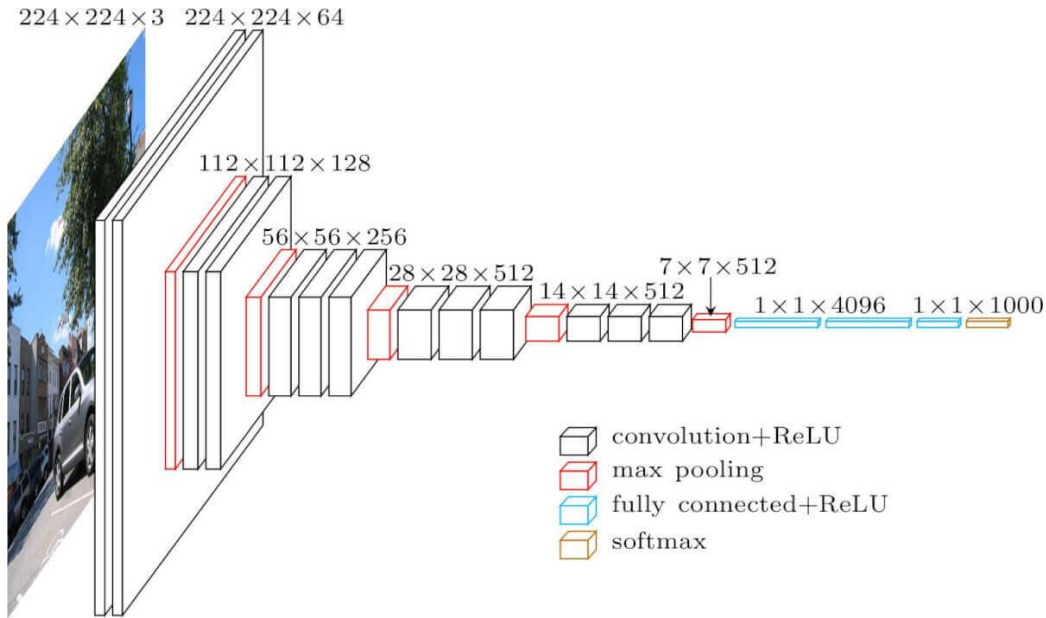 224×224×3
224×224×64
112×112×128
56×56×256
28×28×512
14×14×512
7×7×512
1×1×4096
1×1×1000
convolution+ReLU
max pooling
fully connected+ReLU
softmax